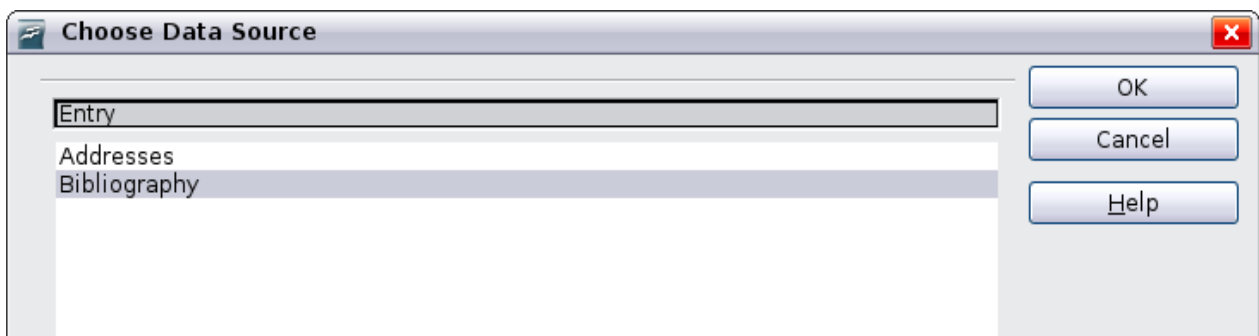 Choose Data Source
Entry
Addresses
Bibliography
OK
Cancel
Help